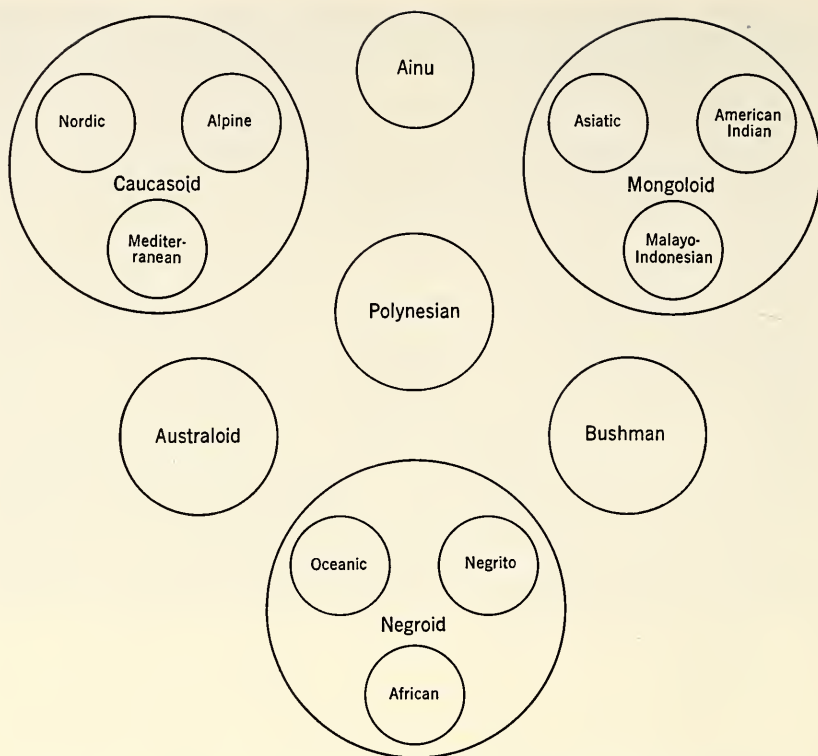 Ainu
Nordic
Alpine
Caucasoid
Mediter-
ranean
Asiatic
American
Indian
Mongoloid
Malayo-
Indonesian
Polynesian
Australoid
Bushman
Oceanic
Negrito
Negroid
African